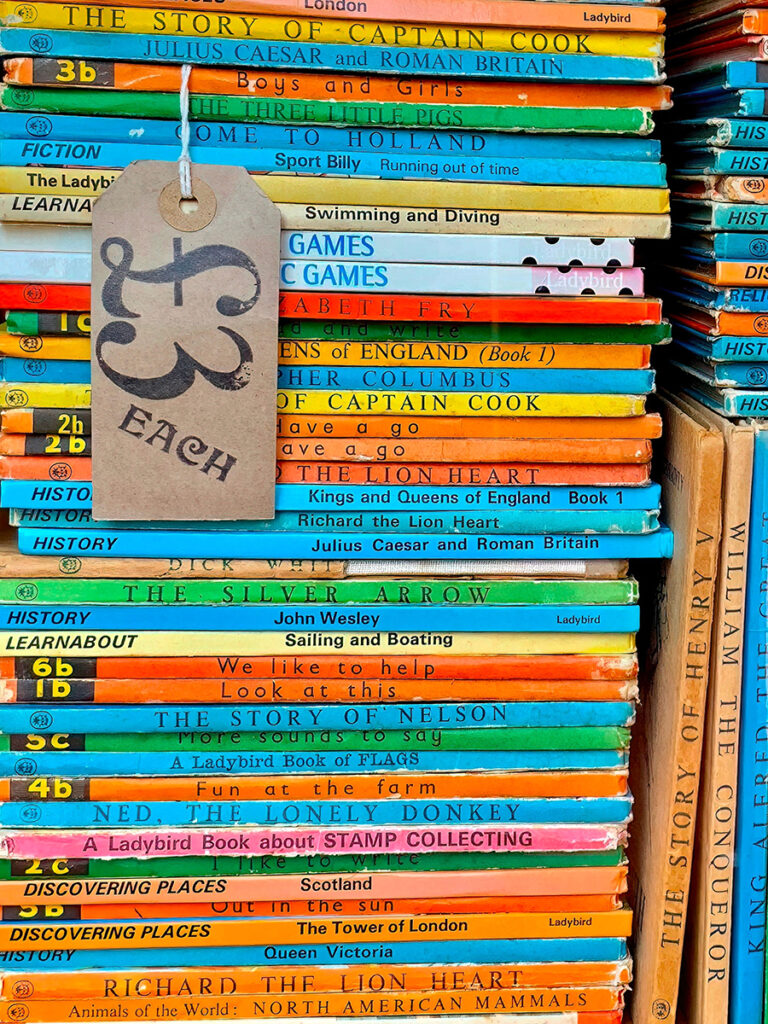 London Ladybird
THE STORY OF CAPTAIN COOK
JULIUS CAESAR and ROMAN BRITAIN
3b Boys and Girls
THE THREE LITTLE PIGS
COME TO HOLLAND
FICTION Sport Billy Running out of time
The Ladybi
LEARNA Swimming and Diving
GAMES
C GAMES Ladybird
ZABETH FRY
1c d and write
ENS of ENGLAND (Book 1)
PHER COLUMBUS
OF CAPTAIN COOK
2b Have a go
2b ave a go
D THE LION HEART
HISTO Kings and Queens of England Book 1
HISTORY Richard the Lion Heart
HISTORY Julius Caesar and Roman Britain
DICK WHIT
THE SILVER ARROW
HISTORY John Wesley Ladybird
LEARNABOUT Sailing and Boating
6b We like to help
1b Look at this
THE STORY OF NELSON
5c More sounds to say
A Ladybird Book of FLAGS
4b Fun at the farm
NED, THE LONELY DONKEY
A Ladybird Book about STAMP COLLECTING
2c I like to write
DISCOVERING PLACES Scotland
5b Out in the sun
DISCOVERING PLACES The Tower of London Ladybird
HISTORY Queen Victoria
RICHARD THE LION HEART
Animals of the World: NORTH AMERICAN MAMMALS
£3
EACH
HIS
HIST
HIST
DIS
RELIG
HIST
HIST
THE STORY OF HENRY V
WILLIAM THE CONQUEROR
KING ALFRED THE GREAT